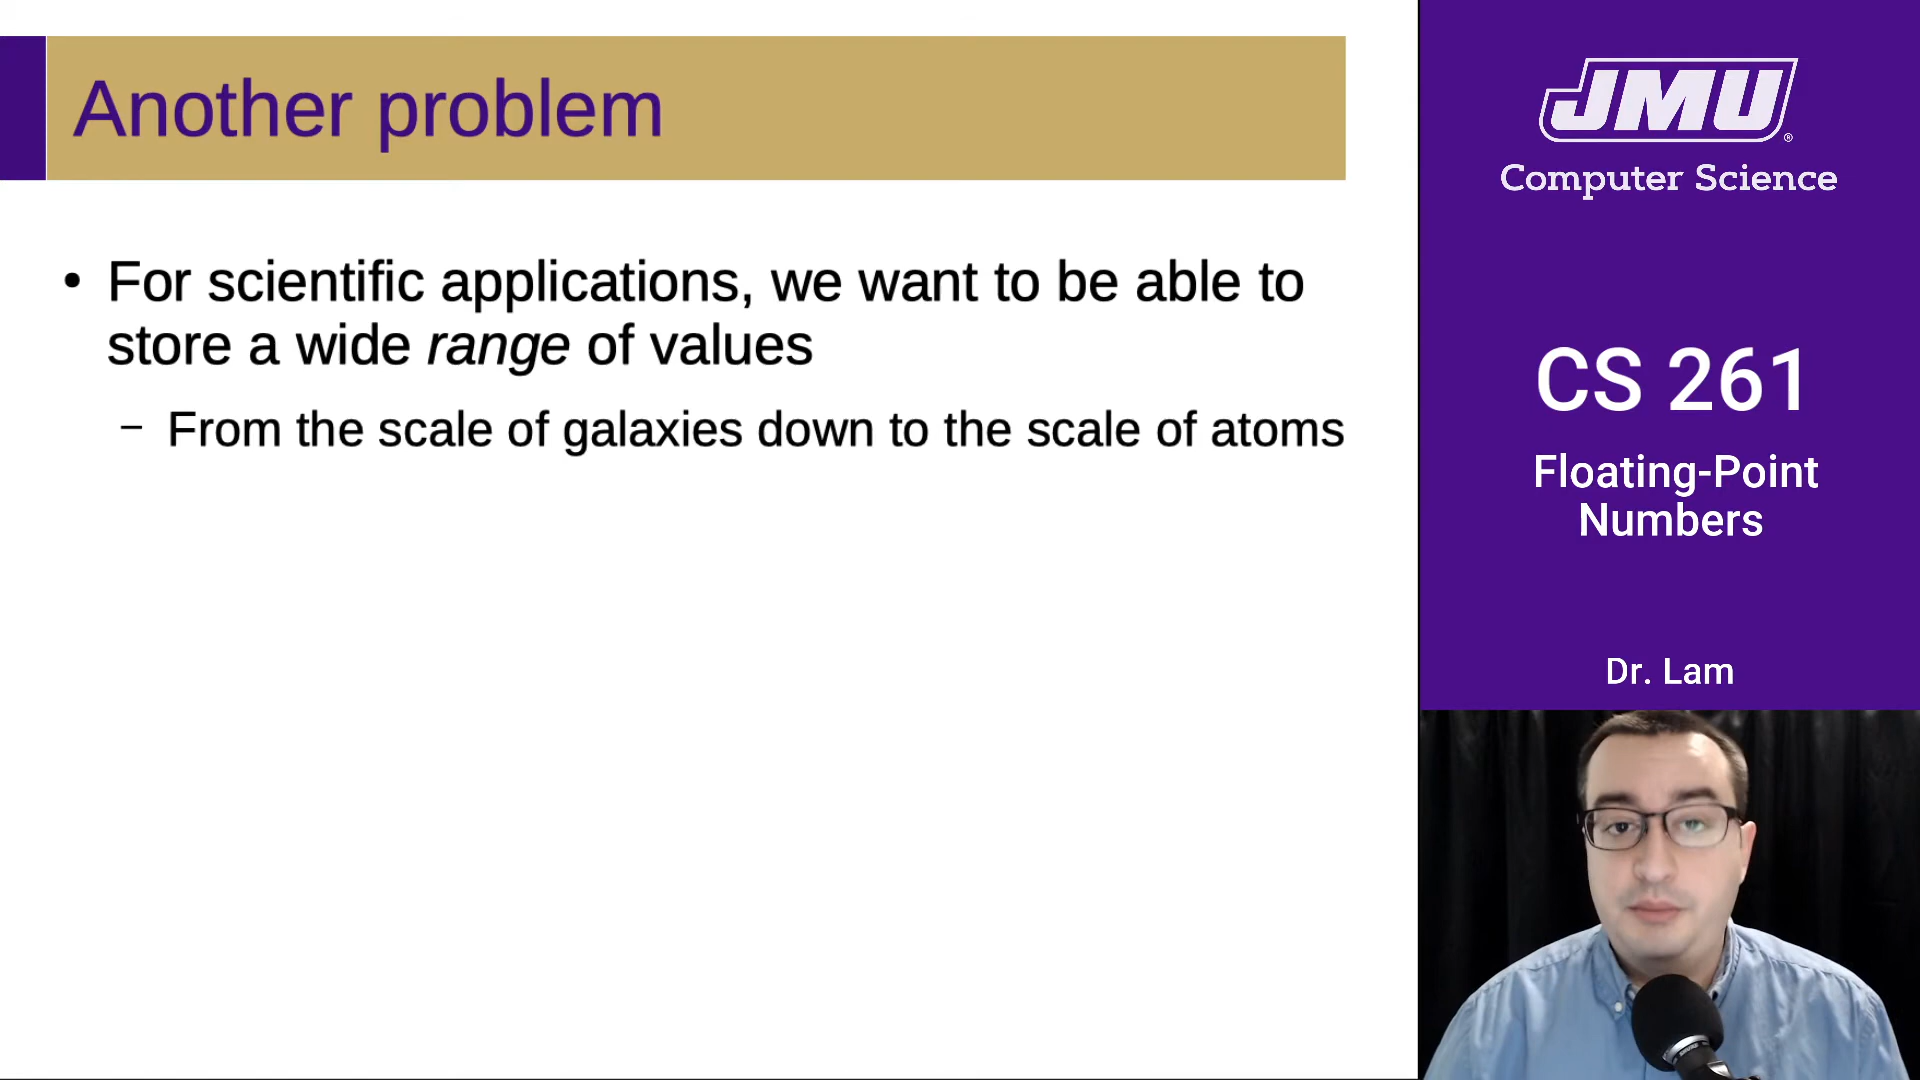 Another problem
• For scientific applications, we want to be able to
store a wide range of values
– From the scale of galaxies down to the scale of atoms
JMU®
Computer Science
CS 261
Floating-Point
Numbers
Dr. Lam